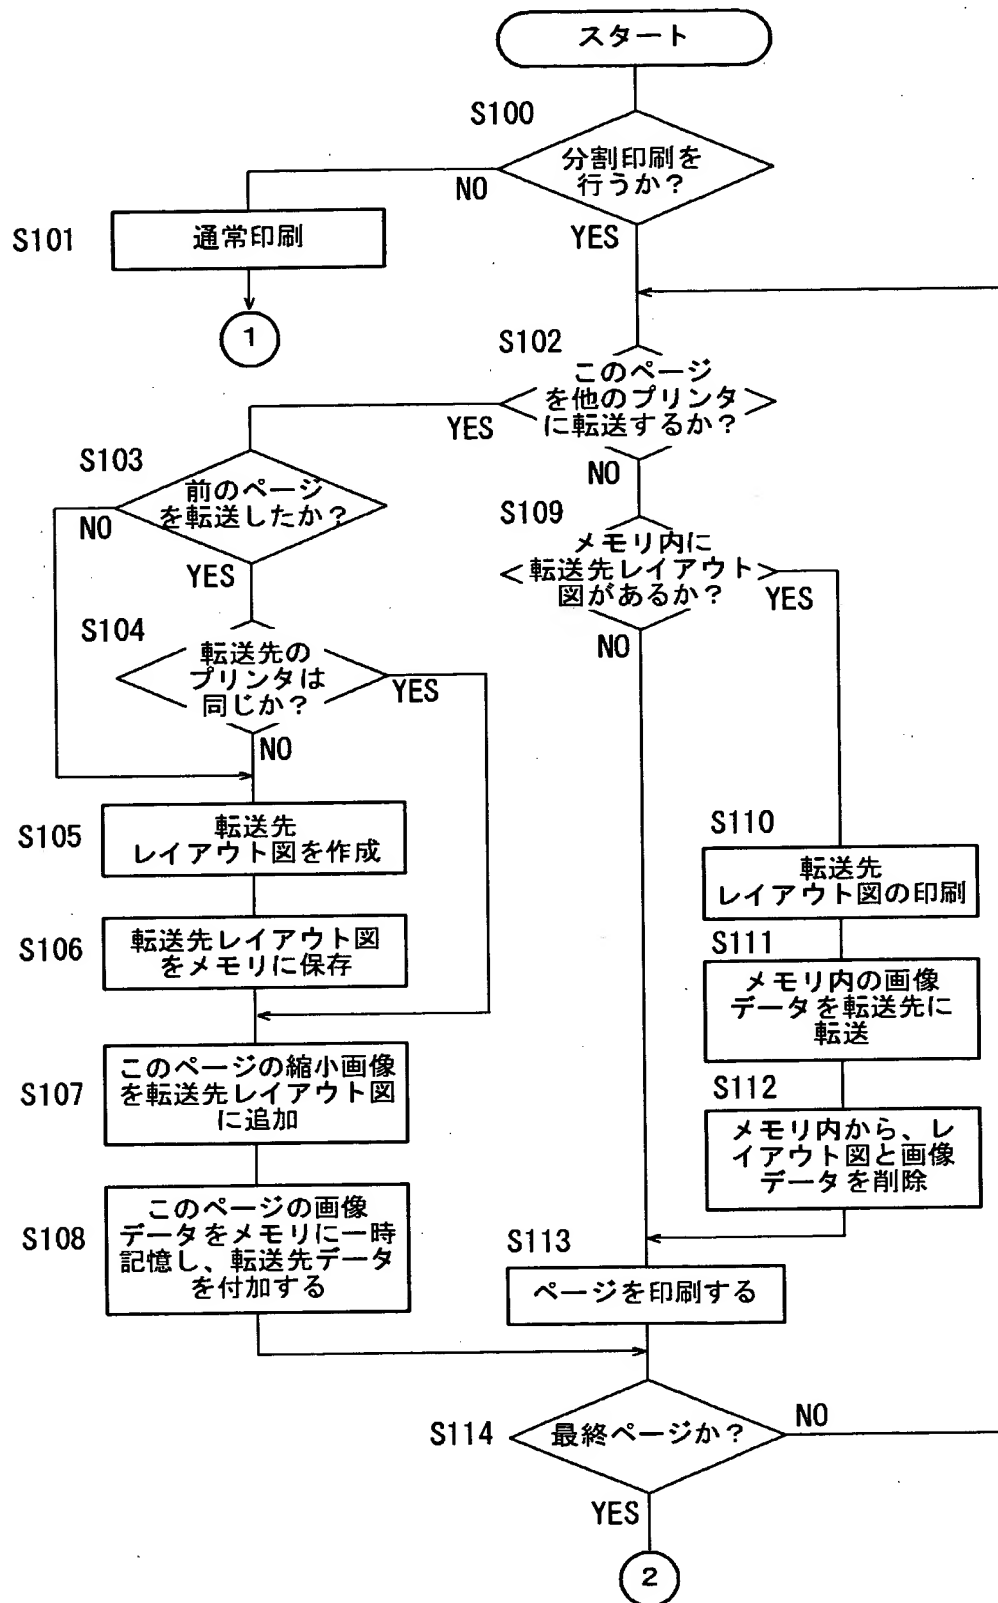 スタート
S100
分割印刷を
行うか？
NO
YES
S101
通常印刷
1
S102
このページ
を他のプリンタ
に転送するか？
YES
NO
S103
前のページ
を転送したか？
NO
YES
S104
転送先の
プリンタは
同じか？
YES
NO
S105
転送先
レイアウト図を作成
S106
転送先レイアウト図
をメモリに保存
S107
このページの縮小画像
を転送先レイアウト図
に追加
S108
このページの画像
データをメモリに一時
記憶し、転送先データ
を付加する
S109
メモリ内に
転送先レイアウト
図があるか？
YES
NO
S110
転送先
レイアウト図の印刷
S111
メモリ内の画像
データを転送先に
転送
S112
メモリ内から、レ
イアウト図と画像
データを削除
S113
ページを印刷する
S114
最終ページか？
NO
YES
2